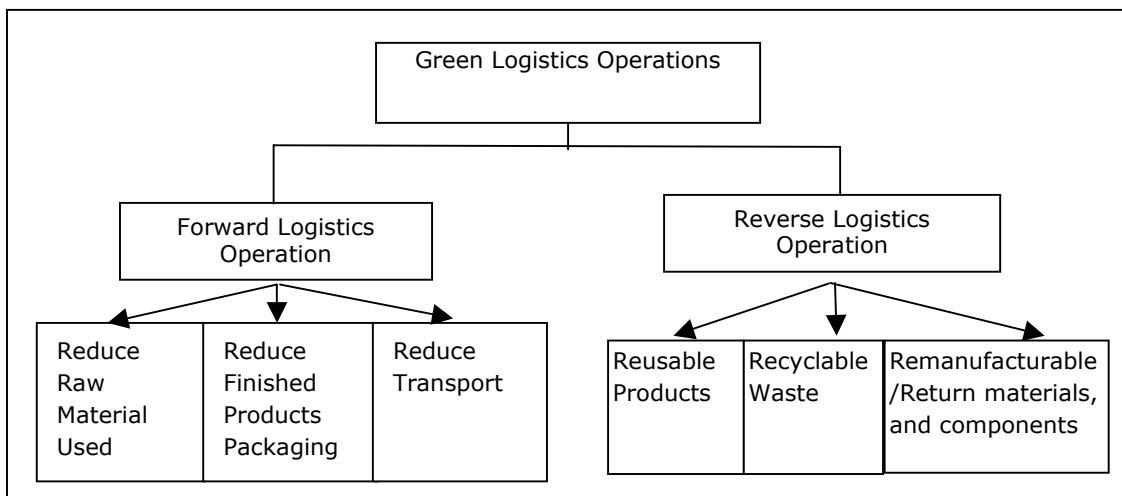 Green Logistics Operations
Forward Logistics
Operation
Reverse Logistics
Operation
Reduce
Raw
Material
Used
Reduce
Finished
Products
Packaging
Reduce
Transport
Reusable
Products
Recyclable
Waste
Remanufacturable
/Return materials,
and components